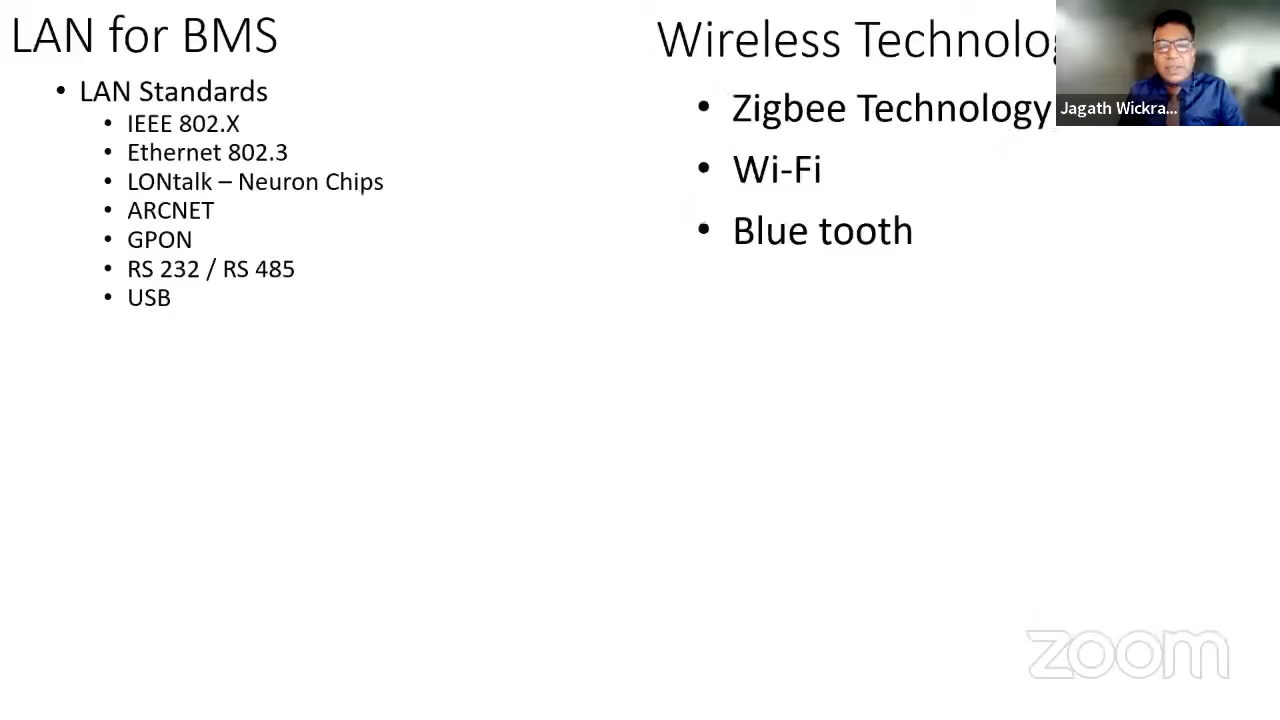 LAN for BMS
• LAN Standards
• IEEE 802.X
• Ethernet 802.3
• LONtalk – Neuron Chips
• ARCNET
• GPON
• RS 232 / RS 485
• USB
Wireless Technolog
• Zigbee Technology
• Wi-Fi
• Blue tooth
Jagath Wickra...
zoom